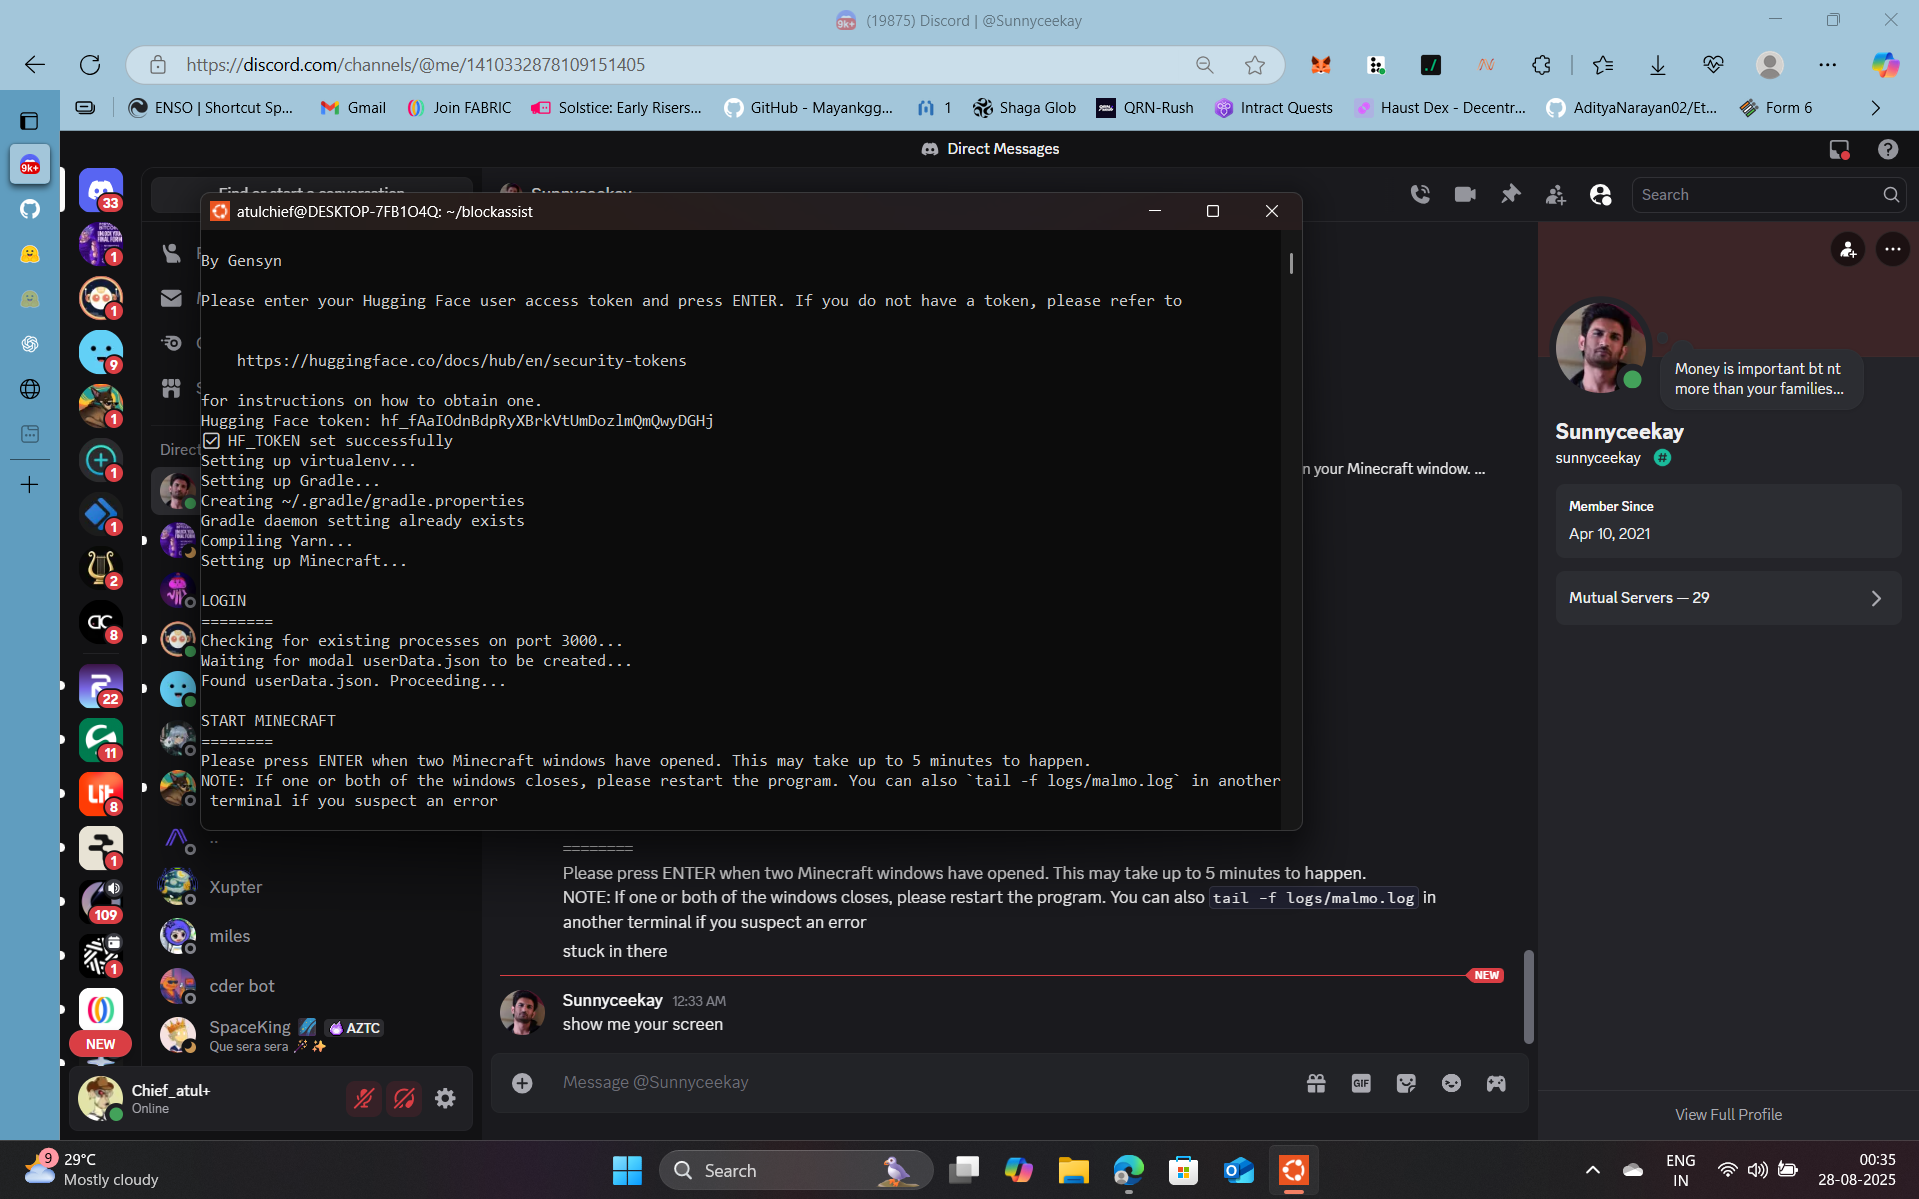 (19875) Discord | @Sunnyceekay
https://discord.com/channels/@me/1410332878109151405
ENSO | Shortcut Sp...
Gmail
Join FABRIC
Solstice: Early Risers...
GitHub - Mayankgg...
1
Shaga Glob
QRN-Rush
Intract Quests
Haust Dex - Decentr...
AdityaNarayan02/Et...
Form 6
9k+
Direct Messages
Search
atulchief@DESKTOP-7FB1O4Q: ~/blockassist
By Gensyn
Please enter your Hugging Face user access token and press ENTER. If you do not have a token, please refer to
https://huggingface.co/docs/hub/en/security-tokens
for instructions on how to obtain one.
Hugging Face token: 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
HF_TOKEN set successfully
Setting up virtualenv...
Setting up Gradle...
Creating ~/.gradle/gradle.properties
Gradle daemon setting already exists
Compiling Yarn...
Setting up Minecraft...
LOGIN
========
Checking for existing processes on port 3000...
Waiting for modal userData.json to be created...
Found userData.json. Proceeding...
START MINECRAFT
========
Please press ENTER when two Minecraft windows have opened. This may take up to 5 minutes to happen.
NOTE: If one or both of the windows closes, please restart the program. You can also `tail -f logs/malmo.log` in another
terminal if you suspect an error
33
1
1
9
1
1
1
2
8
22
11
8
1
109
1
NEW
Direct
n your Minecraft window. ...
========
Please press ENTER when two Minecraft windows have opened. This may take up to 5 minutes to happen.
NOTE: If one or both of the windows closes, please restart the program. You can also tail -f logs/malmo.log in
another terminal if you suspect an error
stuck in there
NEW
Sunnyceekay 12:33 AM
show me your screen
Message @Sunnyceekay
GIF
..
Xupter
miles
cder bot
SpaceKing AZTC
Que sera sera
Chief_atul+
Online
Money is important bt nt
more than your families...
Sunnyceekay
sunnyceekay
Member Since
Apr 10, 2021
Mutual Servers — 29
View Full Profile
9
29°C
Mostly cloudy
Search
ENG
IN
00:35
28-08-2025